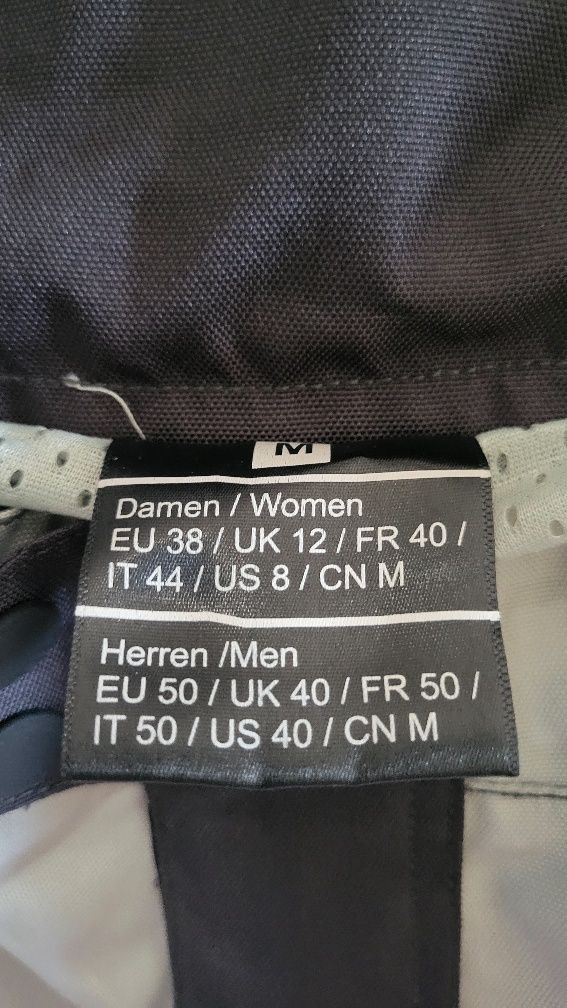 M
Damen / Women
EU 38 / UK 12 / FR 40 /
IT 44 / US 8 / CN M
Herren /Men
EU 50 / UK 40 / FR 50 /
IT 50 / US 40 / CN M